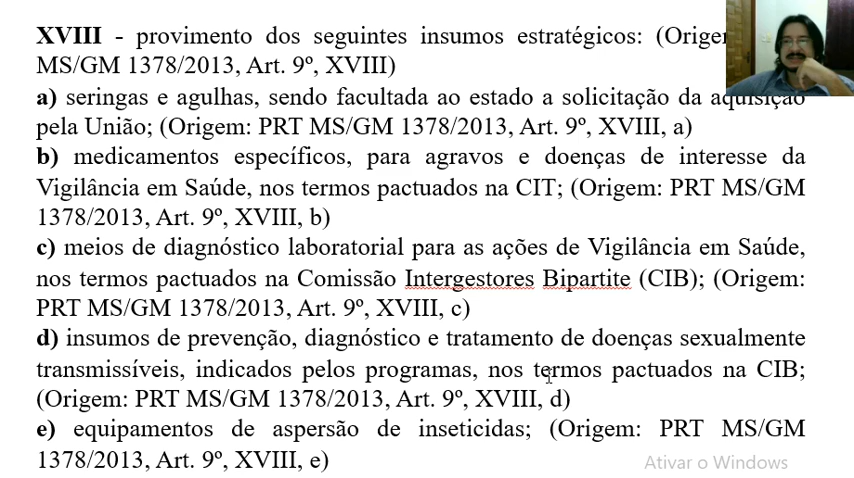 XVIII - provimento dos seguintes insumos estratégicos: (Orige
MS/GM 1378/2013, Art. 9º, XVIII)
a) seringas e agulhas, sendo facultada ao estado a solicitação da aquisição
pela União; (Origem: PRT MS/GM 1378/2013, Art. 9º, XVIII, a)
b) medicamentos específicos, para agravos e doenças de interesse da
Vigilância em Saúde, nos termos pactuados na CIT; (Origem: PRT MS/GM
1378/2013, Art. 9º, XVIII, b)
c) meios de diagnóstico laboratorial para as ações de Vigilância em Saúde,
nos termos pactuados na Comissão Intergestores Bipartite (CIB); (Origem:
PRT MS/GM 1378/2013, Art. 9º, XVIII, c)
d) insumos de prevenção, diagnóstico e tratamento de doenças sexualmente
transmissíveis, indicados pelos programas, nos termos pactuados na CIB;
(Origem: PRT MS/GM 1378/2013, Art. 9º, XVIII, d)
e) equipamentos de aspersão de inseticidas; (Origem: PRT MS/GM
1378/2013, Art. 9º, XVIII, e)
Ativar o Windows